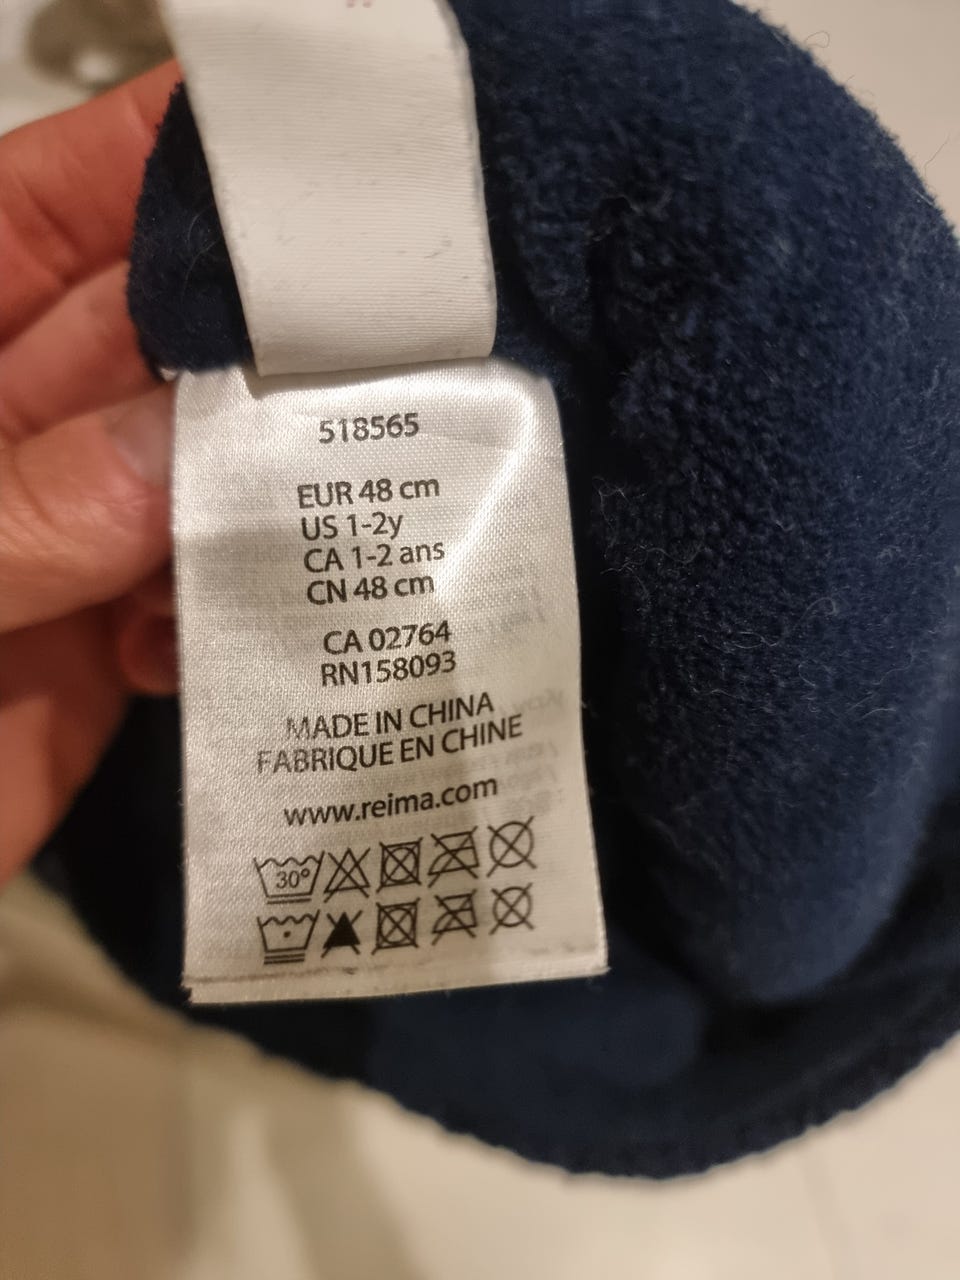 518565
EUR 48 cm
US 1-2y
CA 1-2 ans
CN 48 cm
CA 02764
RN158093
MADE IN CHINA
FABRIQUE EN CHINE
www.reima.com
30°